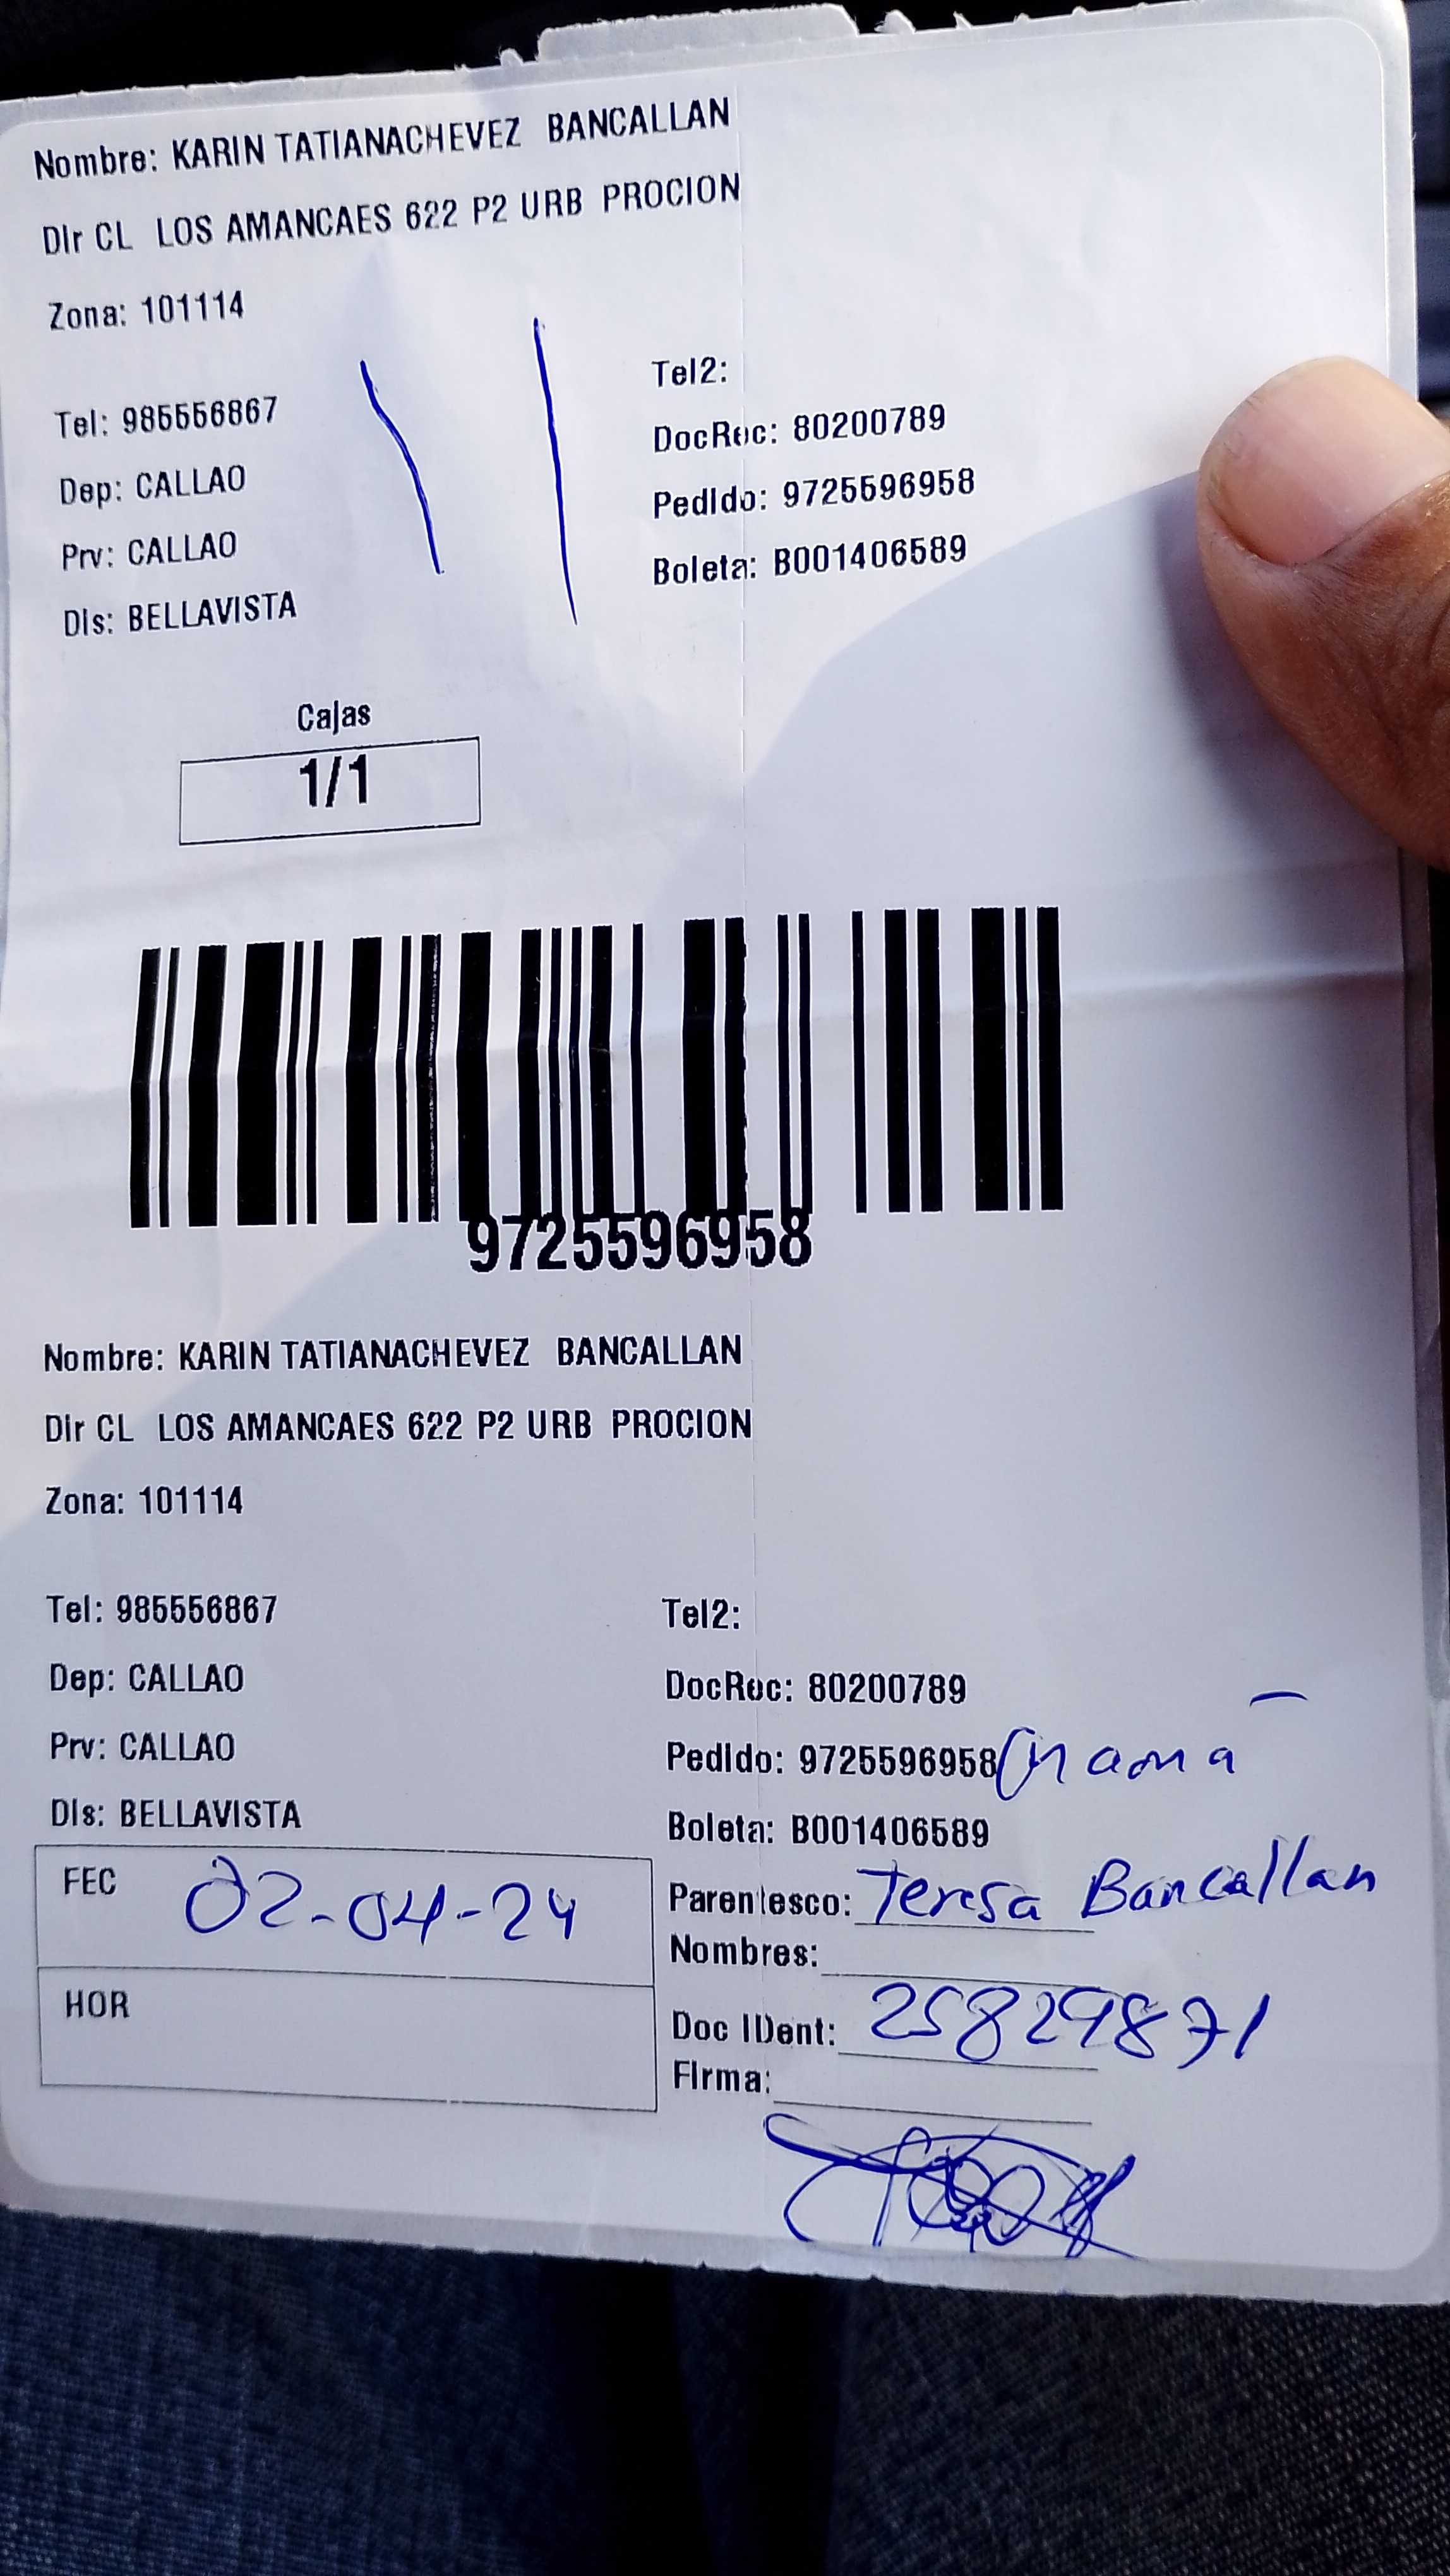 Nombre: KARIN TATIANACHEVEZ BANCALLAN
Dir CL LOS AMANCAES 622 P2 URB PROCION
Zona: 101114
Tel: 985556867
Tel2:
Dep: CALLAO
DocRec: 80200789
Prv: CALLAO
Pedido: 9725596958
Dis: BELLAVISTA
Boleta: B001406589
Cajas
1/1
9725596958
Nombre: KARIN TATIANACHEVEZ BANCALLAN
Dir CL LOS AMANCAES 622 P2 URB PROCION
Zona: 101114
Tel: 985556867
Tel2:
Dep: CALLAO
DocRec: 80200789
Prv: CALLAO
Pedido: 9725596958 mamá
Dis: BELLAVISTA
Boleta: B001406589
FEC 02-04-24
Parentesco: Teresa Bancallan
Nombres:
HOR
Doc IDent: 25829871
Firma: